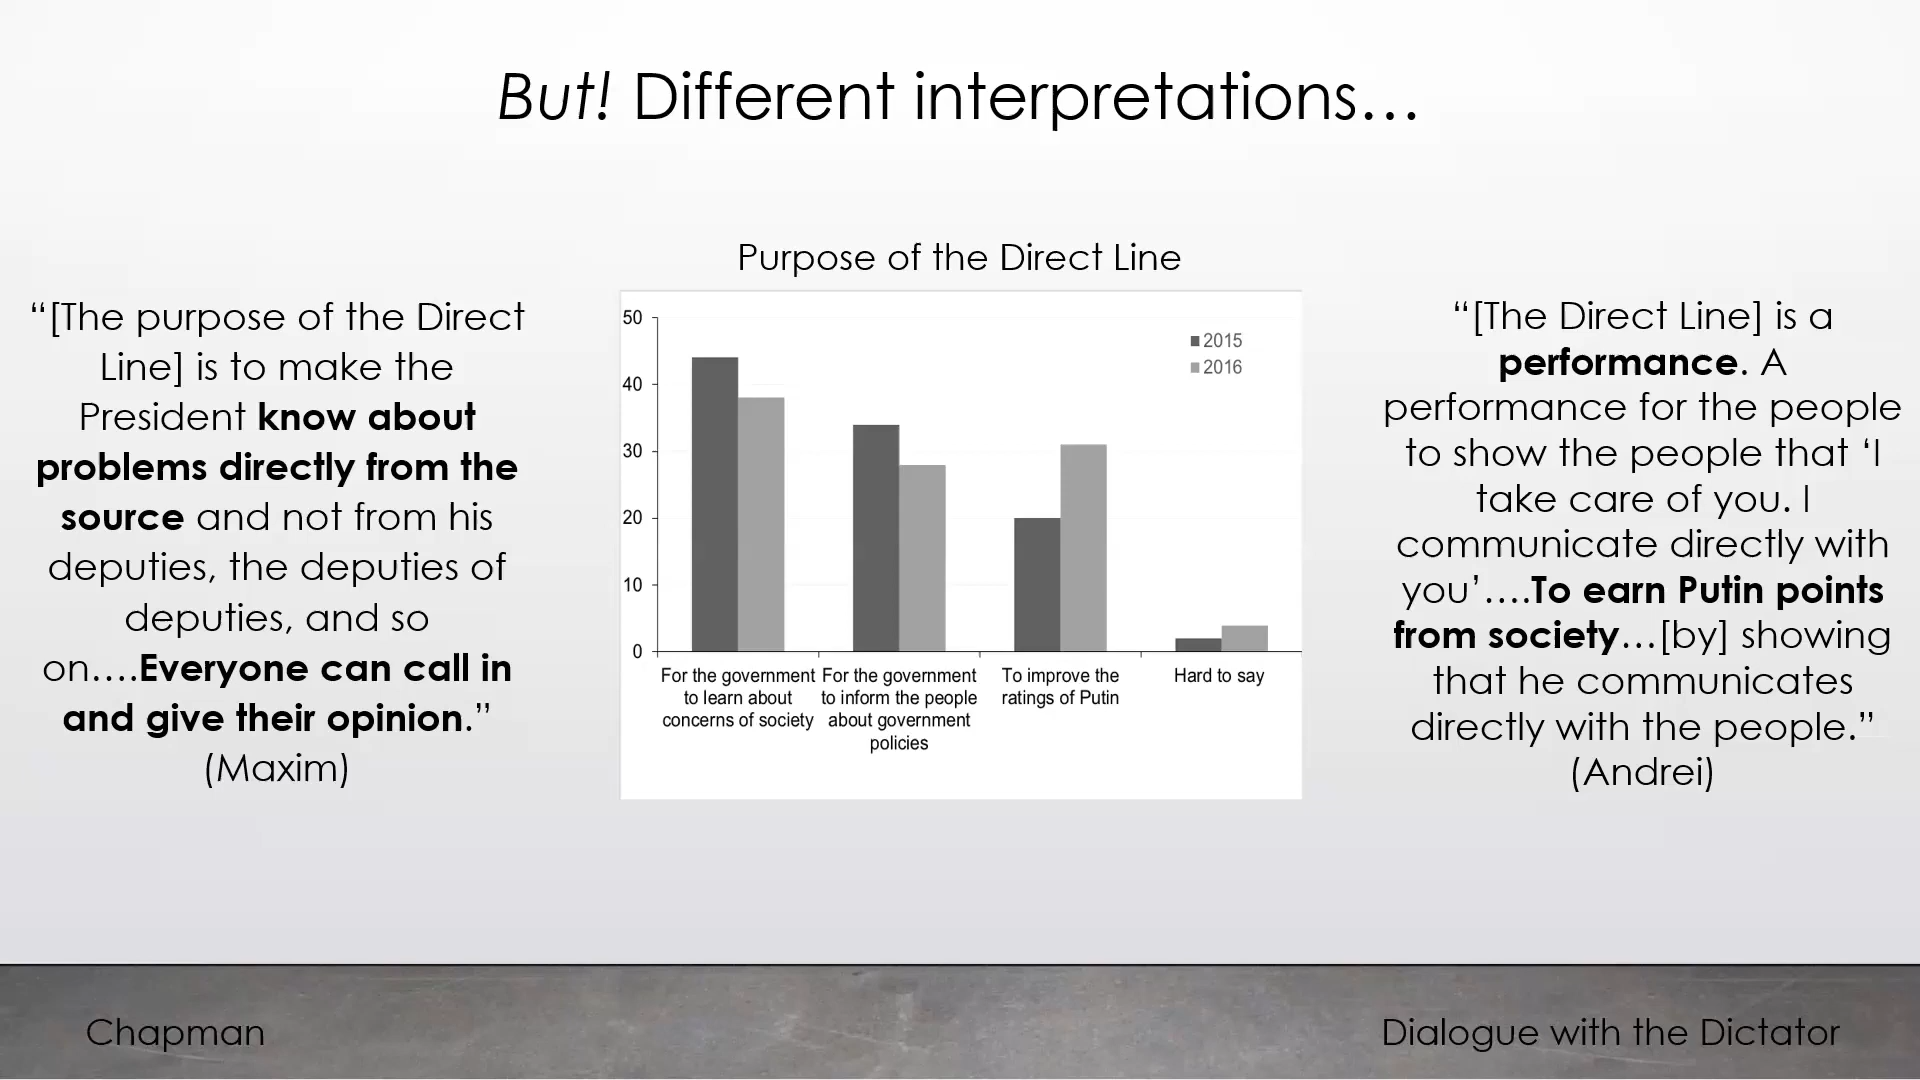 But! Different interpretations…
“[The purpose of the Direct
Line] is to make the
President know about
problems directly from the
source and not from his
deputies, the deputies of
deputies, and so
on….Everyone can call in
and give their opinion.”
(Maxim)
Purpose of the Direct Line
50
40
30
20
10
0
2015
2016
For the government
to learn about
concerns of society
For the government
to inform the people
about government
policies
To improve the
ratings of Putin
Hard to say
“[The Direct Line] is a
performance. A
performance for the people
to show the people that ‘I
take care of you. I
communicate directly with
you’….To earn Putin points
from society…[by] showing
that he communicates
directly with the people.”
(Andrei)
Chapman
Dialogue with the Dictator